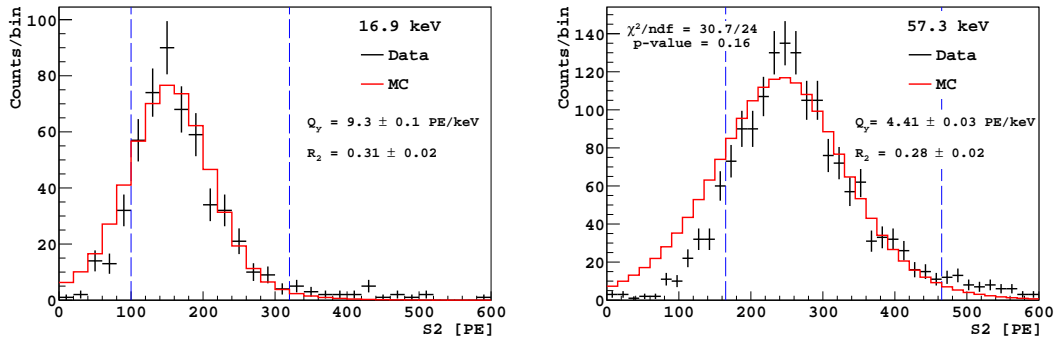 Counts/bin
100
80
60
40
20
0
16.9 keV
Data
MC
Q_y = 9.3 ± 0.1 PE/keV
R_2 = 0.31 ± 0.02
0 100 200 300 400 500 600
S2 [PE]
Counts/bin
140
120
100
80
60
40
20
0
χ²/ndf = 30.7/24
p-value = 0.16
57.3 keV
Data
MC
Q_y = 4.41 ± 0.03 PE/keV
R_2 = 0.28 ± 0.02
0 100 200 300 400 500 600
S2 [PE]